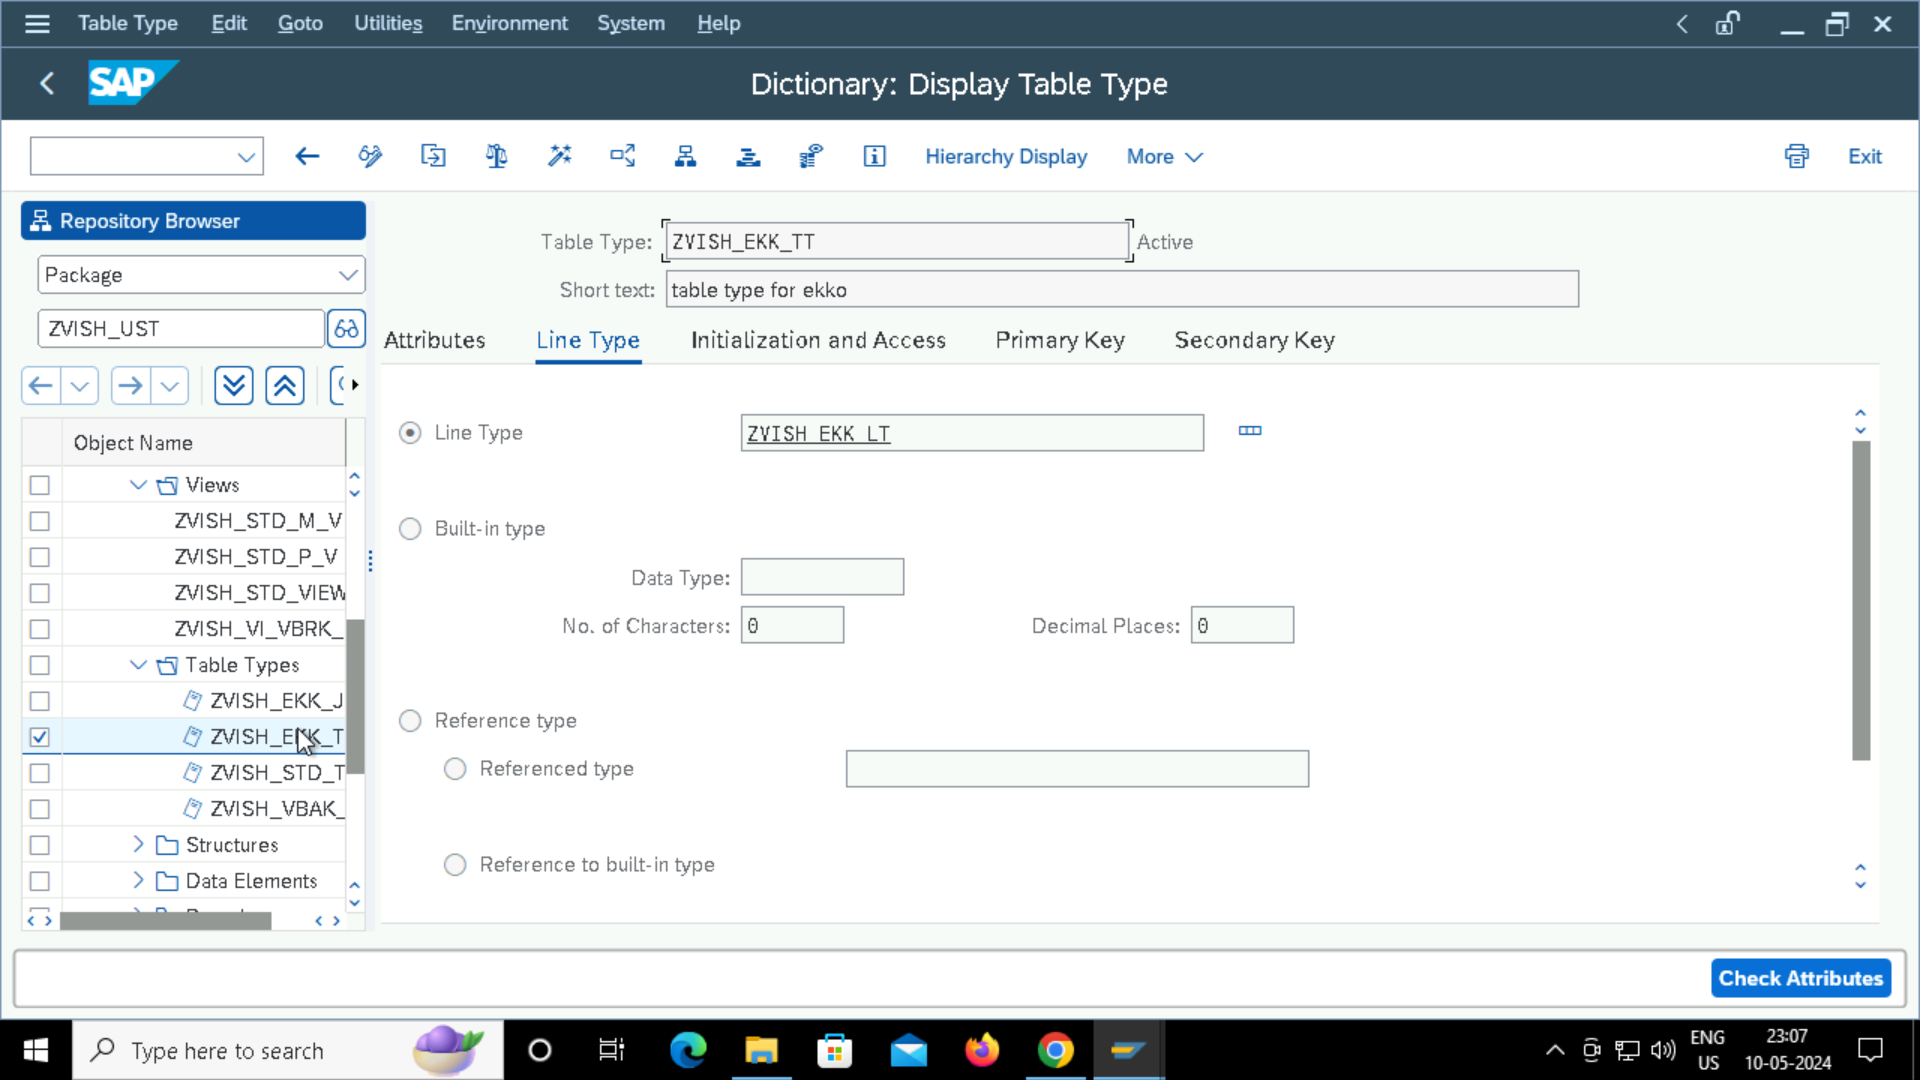 Table Type Edit Goto Utilities Environment System Help
SAP Dictionary: Display Table Type
Hierarchy Display More Exit
Repository Browser
Package
ZVISH_UST
Object Name
Views
ZVISH_STD_M_V
ZVISH_STD_P_V
ZVISH_STD_VIEW
ZVISH_VI_VBRK_
Table Types
ZVISH_EKK_J
ZVISH_EKK_T
ZVISH_STD_T
ZVISH_VBAK_
Structures
Data Elements
Table Type: ZVISH_EKK_TT Active
Short text: table type for ekko
Attributes Line Type Initialization and Access Primary Key Secondary Key
Line Type ZVISH_EKK_LT
Built-in type
Data Type:
No. of Characters: 0 Decimal Places: 0
Reference type
Referenced type
Reference to built-in type
Check Attributes
Type here to search
ENG
US
23:07
10-05-2024